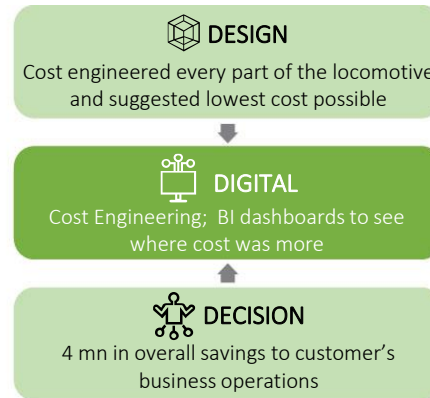 DESIGN
Cost engineered every part of the locomotive
and suggested lowest cost possible
DIGITAL
Cost Engineering;  BI dashboards to see
where cost was more
DECISION
4 mn in overall savings to customer’s
business operations